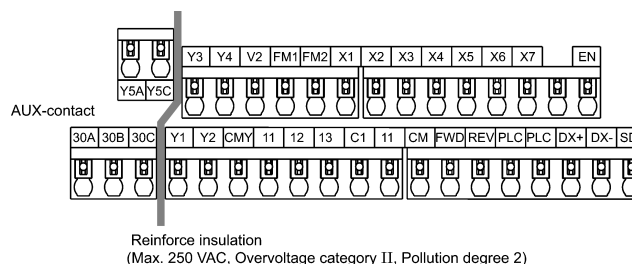 Y3 Y4 V2 FM1 FM2 X1 X2 X3 X4 X5 X6 X7 EN
Y5A Y5C
AUX-contact
30A 30B 30C Y1 Y2 CMY 11 12 13 C1 11 CM FWD REV PLC PLC DX+ DX- SD
Reinforce insulation
(Max. 250 VAC, Overvoltage category II, Pollution degree 2)